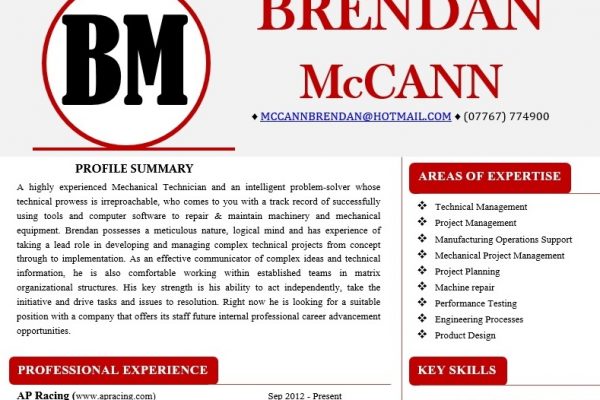 BM
BRENDAN
McCANN
♦ MCCANNBRENDAN@HOTMAIL.COM ♦ (07767) 774900
PROFILE SUMMARY
A highly experienced Mechanical Technician and an intelligent problem-solver whose
technical prowess is irreproachable, who comes to you with a track record of successfully
using tools and computer software to repair & maintain machinery and mechanical
equipment. Brendan possesses a meticulous nature, logical mind and has experience of
taking a lead role in developing and managing complex technical projects from concept
through to implementation. As an effective communicator of complex ideas and technical
information, he is also comfortable working within established teams in matrix
organizational structures. His key strength is his ability to act independently, take the
initiative and drive tasks and issues to resolution. Right now he is looking for a suitable
position with a company that offers its staff future internal professional career advancement
opportunities.
PROFESSIONAL EXPERIENCE
AP Racing (www.apracing.com) Sep 2012 - Present
AREAS OF EXPERTISE
❖ Technical Management
❖ Project Management
❖ Manufacturing Operations Support
❖ Mechanical Project Management
❖ Project Planning
❖ Machine repair
❖ Performance Testing
❖ Engineering Processes
❖ Product Design
KEY SKILLS